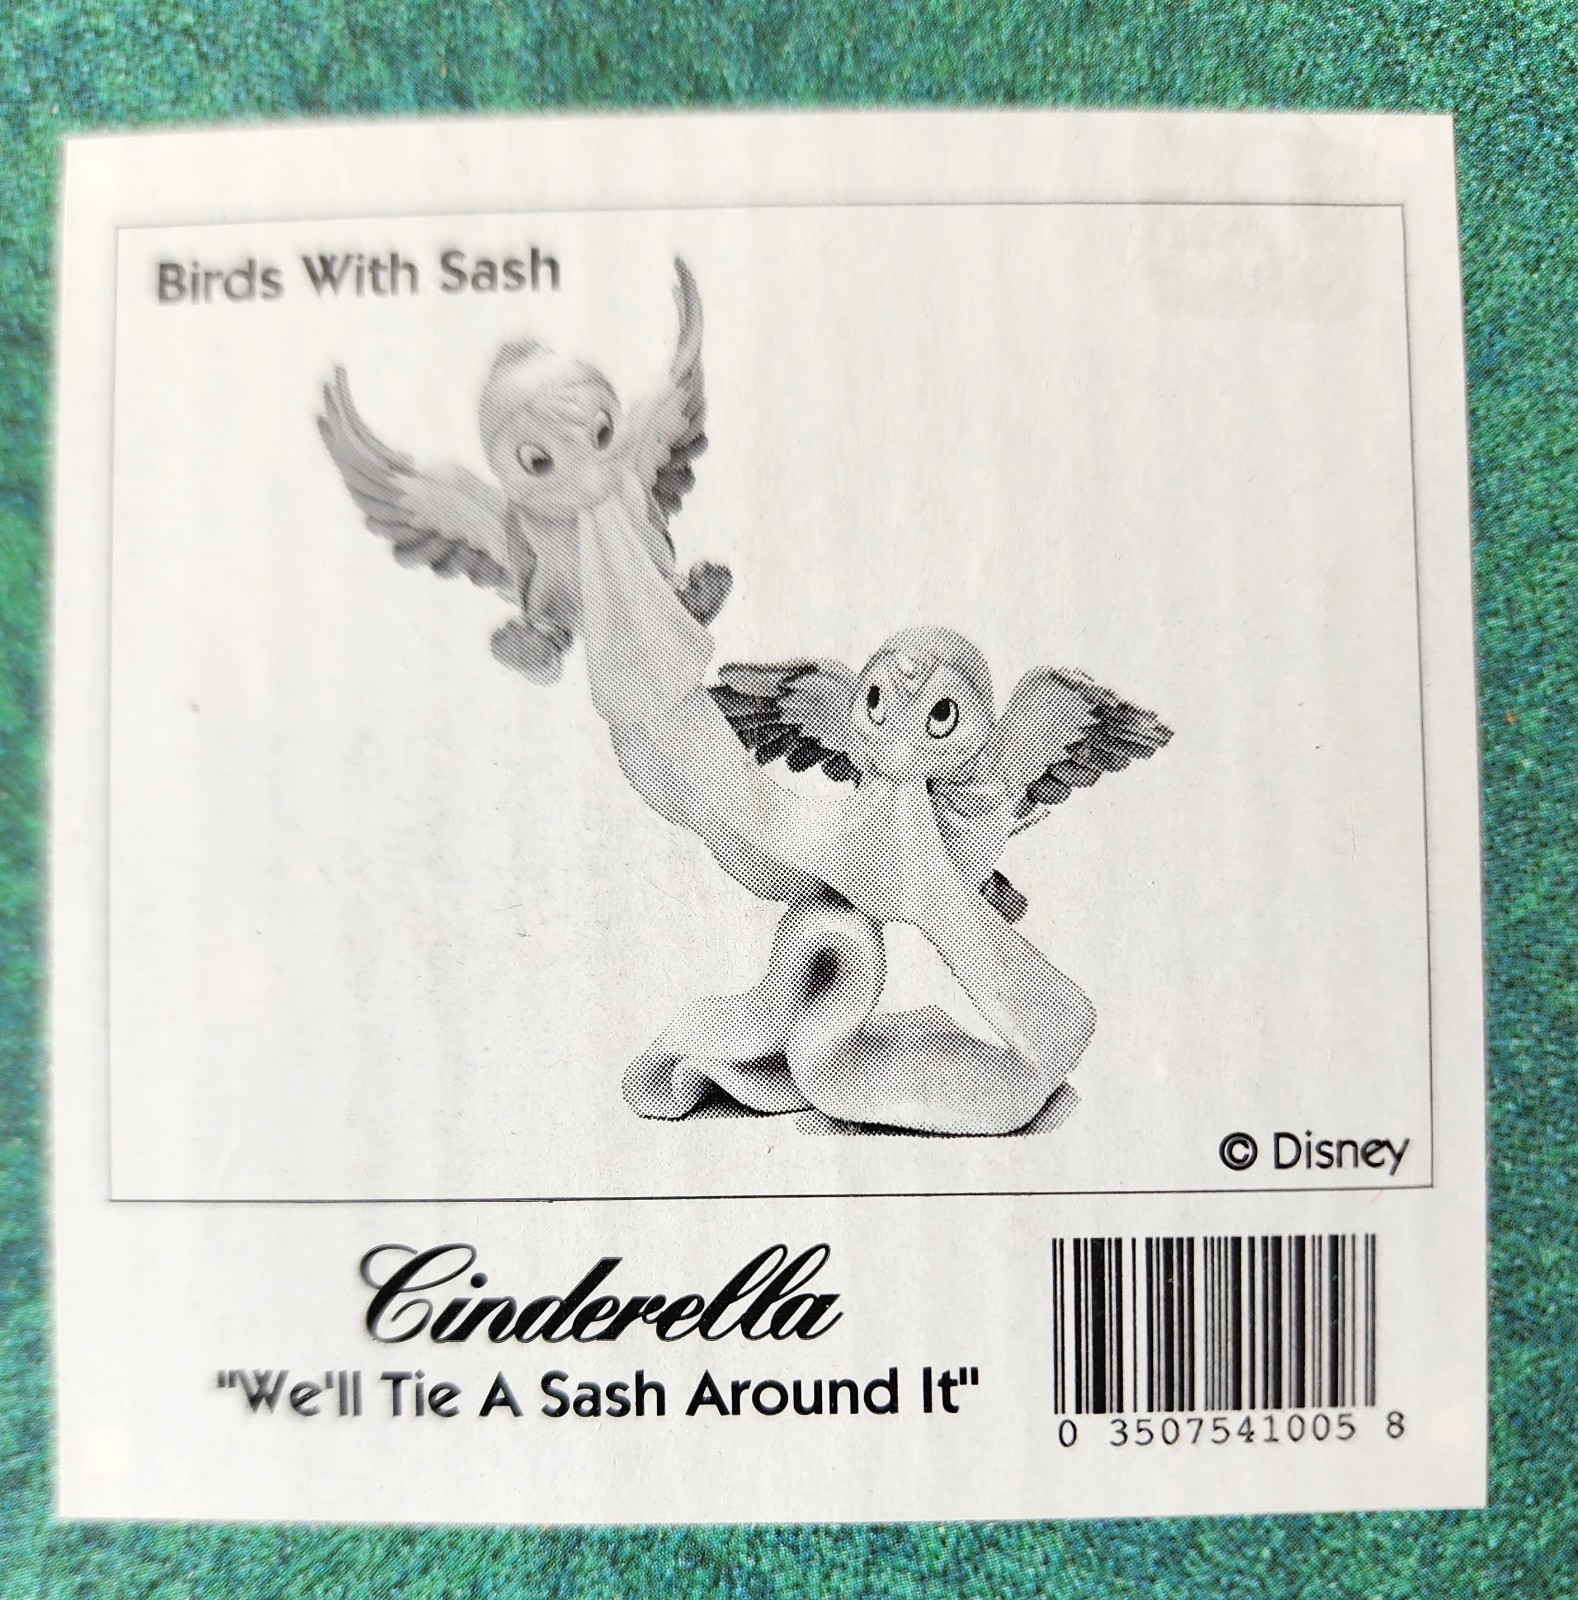 Birds With Sash
© Disney
Cinderella
"We'll Tie A Sash Around It"
0 3507541005 8